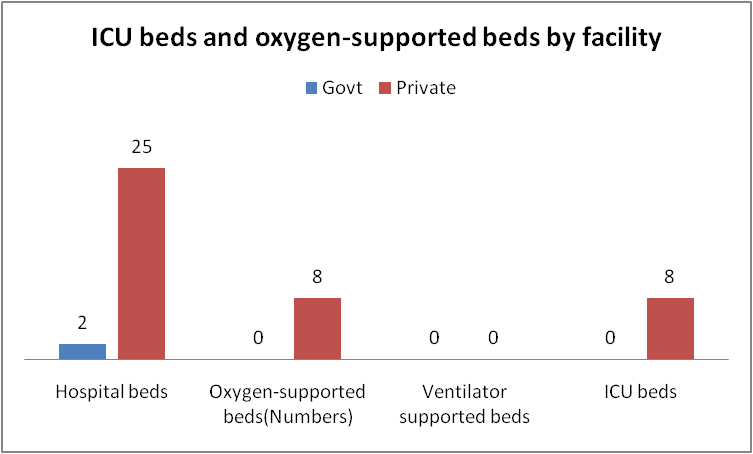 ICU beds and oxygen-supported beds by facility
Govt Private
25
2
0
8
0
0
0
8
Hospital beds
Oxygen-supported
beds(Numbers)
Ventilator
supported beds
ICU beds